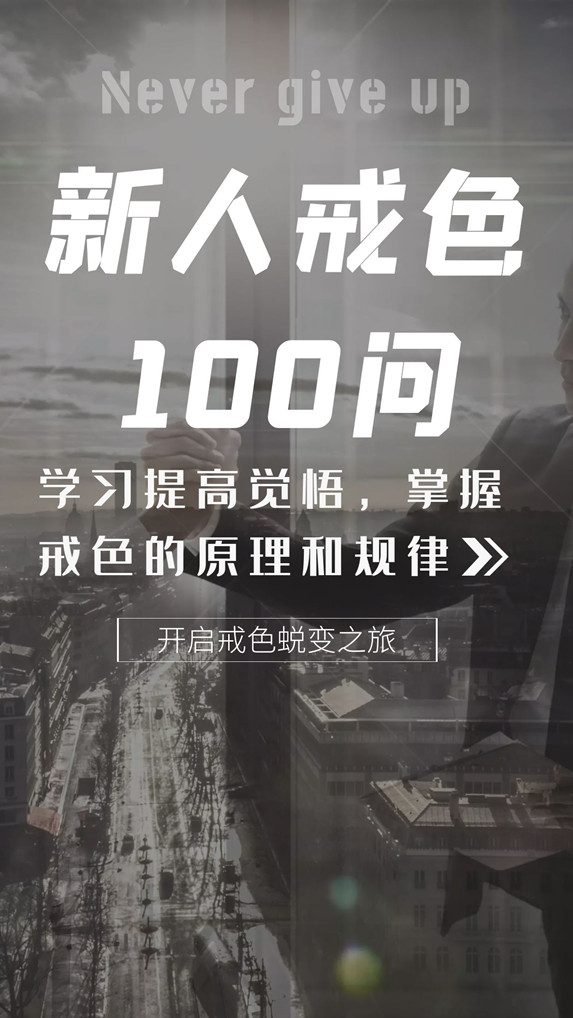 Never give up
新人戒色
100问
学习提高觉悟，掌握
戒色的原理和规律
开启戒色蜕变之旅